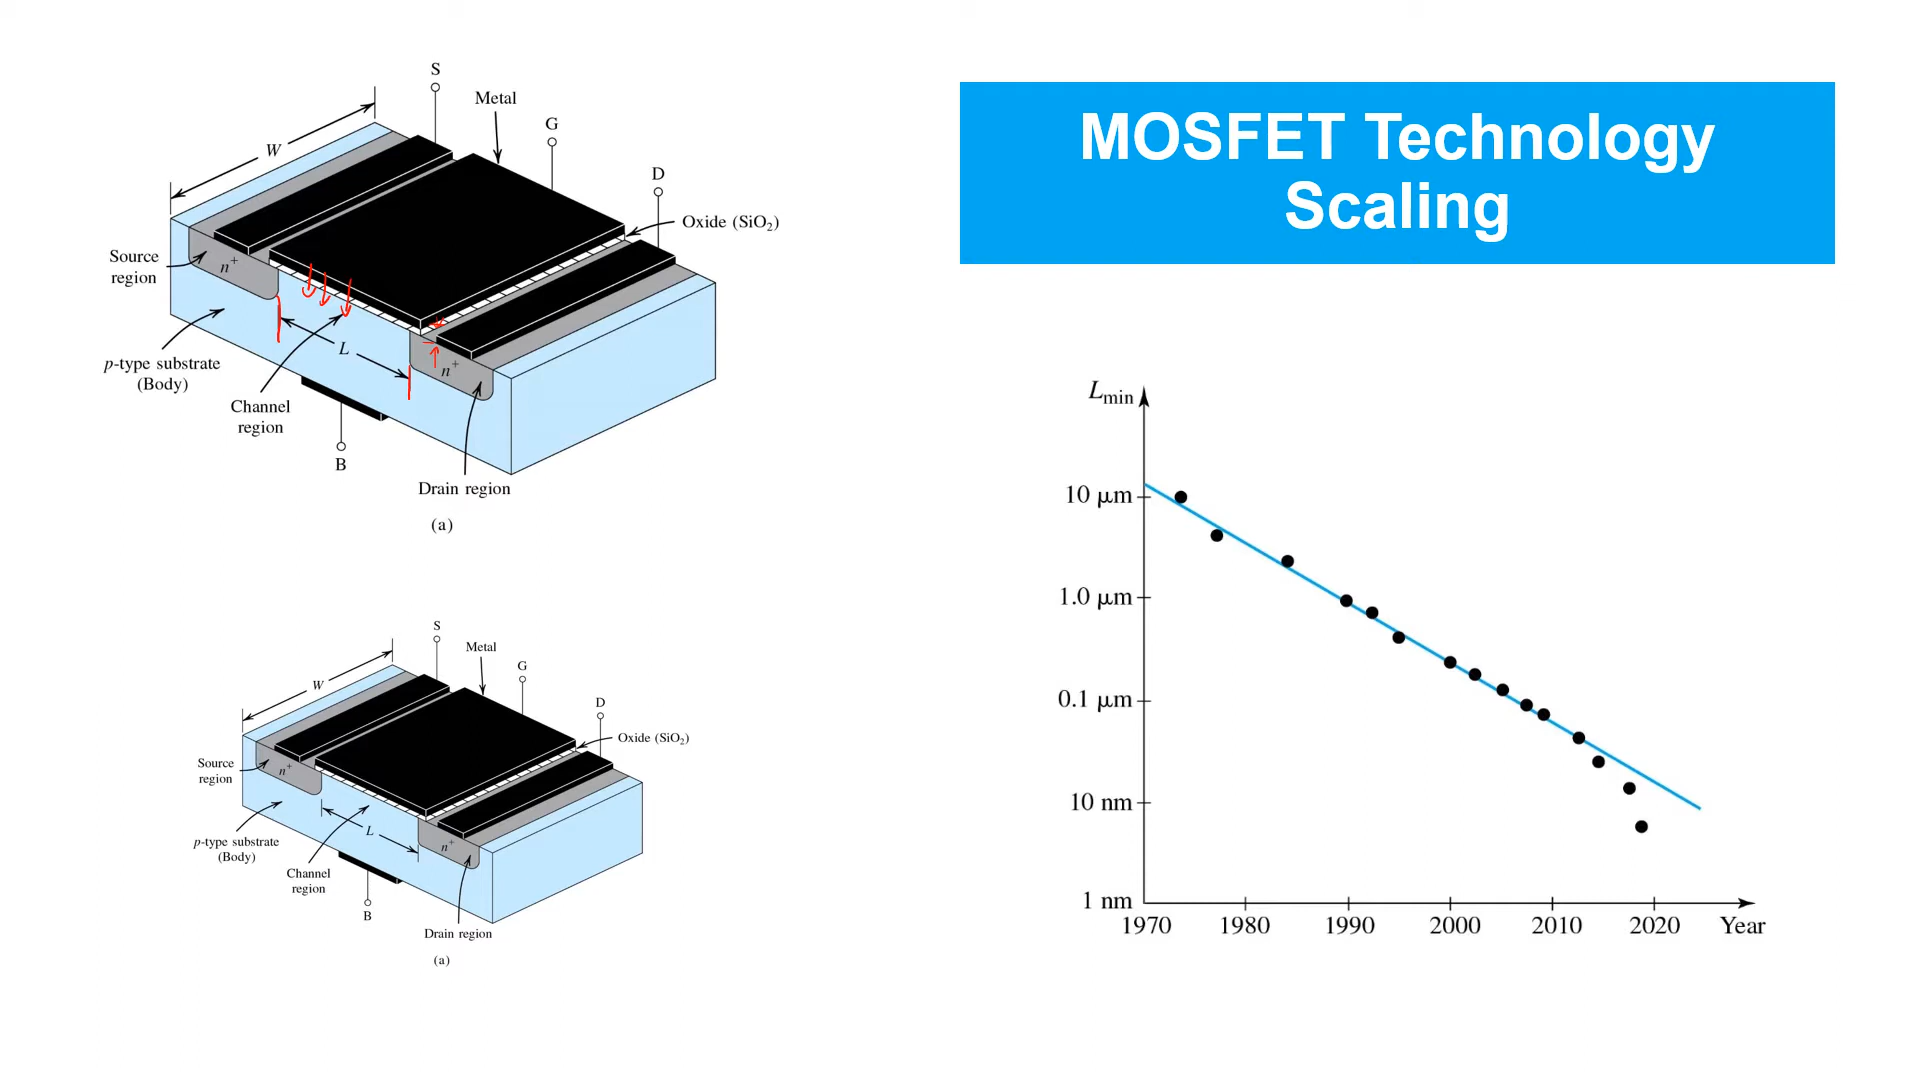 MOSFET Technology
Scaling
S
Metal
G
W
D
Oxide (SiO₂)
Source
region
n⁺
p-type substrate
(Body)
L
n⁺
Channel
region
B
Drain region
(a)
S
Metal
G
W
D
Oxide (SiO₂)
Source
region
n⁺
p-type substrate
(Body)
L
n⁺
Channel
region
B
Drain region
(a)
Lmin
10 μm
1.0 μm
0.1 μm
10 nm
1 nm
1970 1980 1990 2000 2010 2020 Year